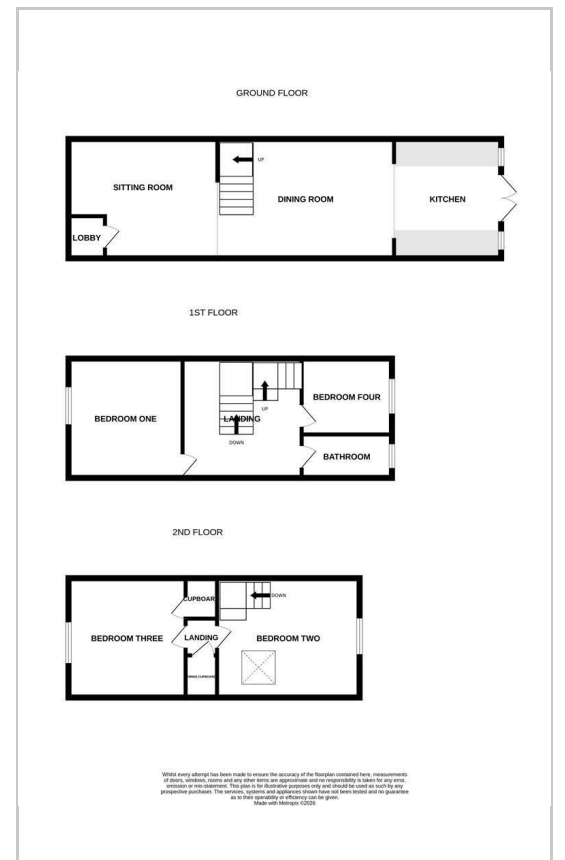 GROUND FLOOR
UP
SITTING ROOM
DINING ROOM
KITCHEN
LOBBY
1ST FLOOR
BEDROOM ONE
LANDING
UP
DOWN
BEDROOM FOUR
BATHROOM
2ND FLOOR
CUPBOARD
DOWN
BEDROOM THREE
LANDING
BEDROOM TWO
CUPBOARD
Whilst every attempt has been made to ensure the accuracy of the floorplan contained here, measurements
of doors, windows, rooms and any other items are approximate and no responsibility is taken for any error,
omission or mis-statement. This plan is for illustrative purposes only and should be used as such by any
prospective purchaser. The services, systems and appliances shown have not been tested and no guarantee
as to their operability or efficiency can be given.
Made with Metropix ©2026